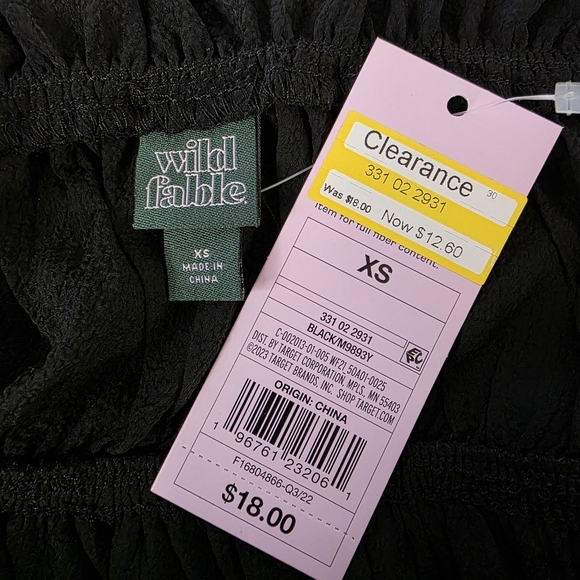 wild
fable.
XS
MADE IN
CHINA
Clearance 30
331 02 2931
Was $18.00 Now $12.60
item for full fiber content.
XS
331 02 2931
BLACK/M9893Y
C-002013-01-005 WF21_50A01-0025
DIST. BY TARGET CORPORATION, MPLS, MN 55403
©2023 TARGET BRANDS, INC. SHOP TARGET.COM
ORIGIN: CHINA
1 96761 23206 1
F16804866-Q3/22
$18.00